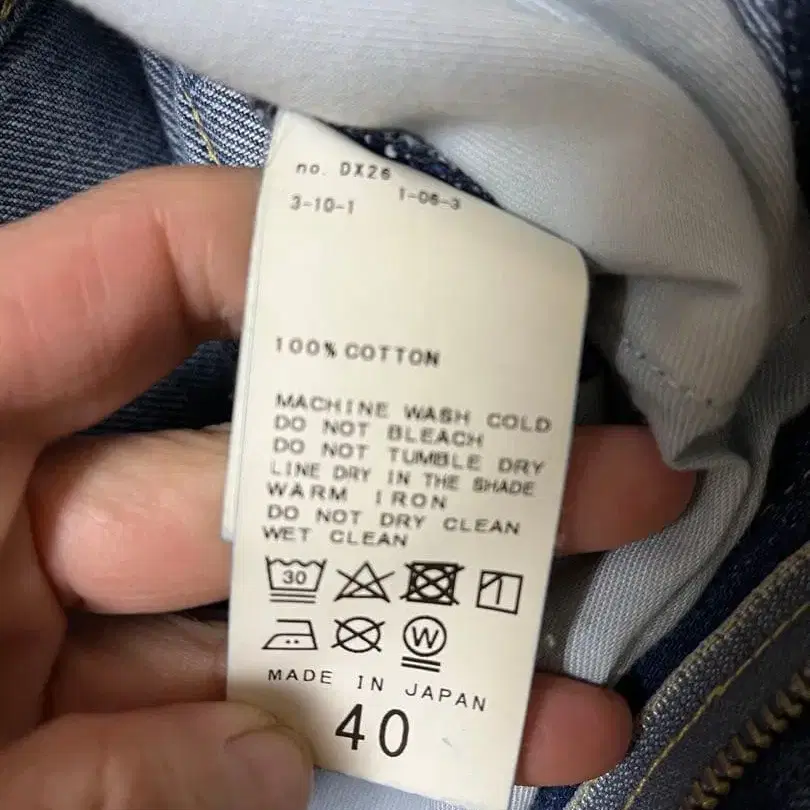 no. DX26
1-06-3
3-10-1
100% COTTON
MACHINE WASH COLD
DO NOT BLEACH
DO NOT TUMBLE DRY
LINE DRY IN THE SHADE
WARM IRON
DO NOT DRY CLEAN
WET CLEAN
30
W
MADE IN JAPAN
40